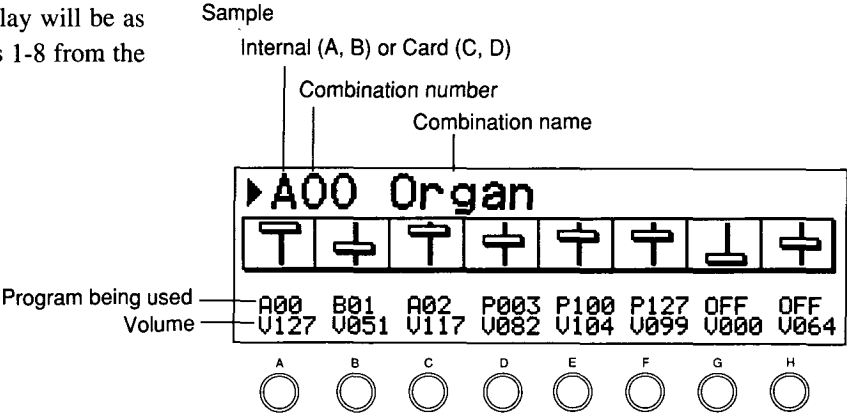 lay will be as
s 1-8 from the
Sample
Internal (A, B) or Card (C, D)
Combination number
Combination name
▶A00 Organ
Program being used
A00 B01 A02 P003 P100 P127 OFF OFF
Volume
V127 V051 V117 V082 V104 V099 V000 V064
A B C D E F G H